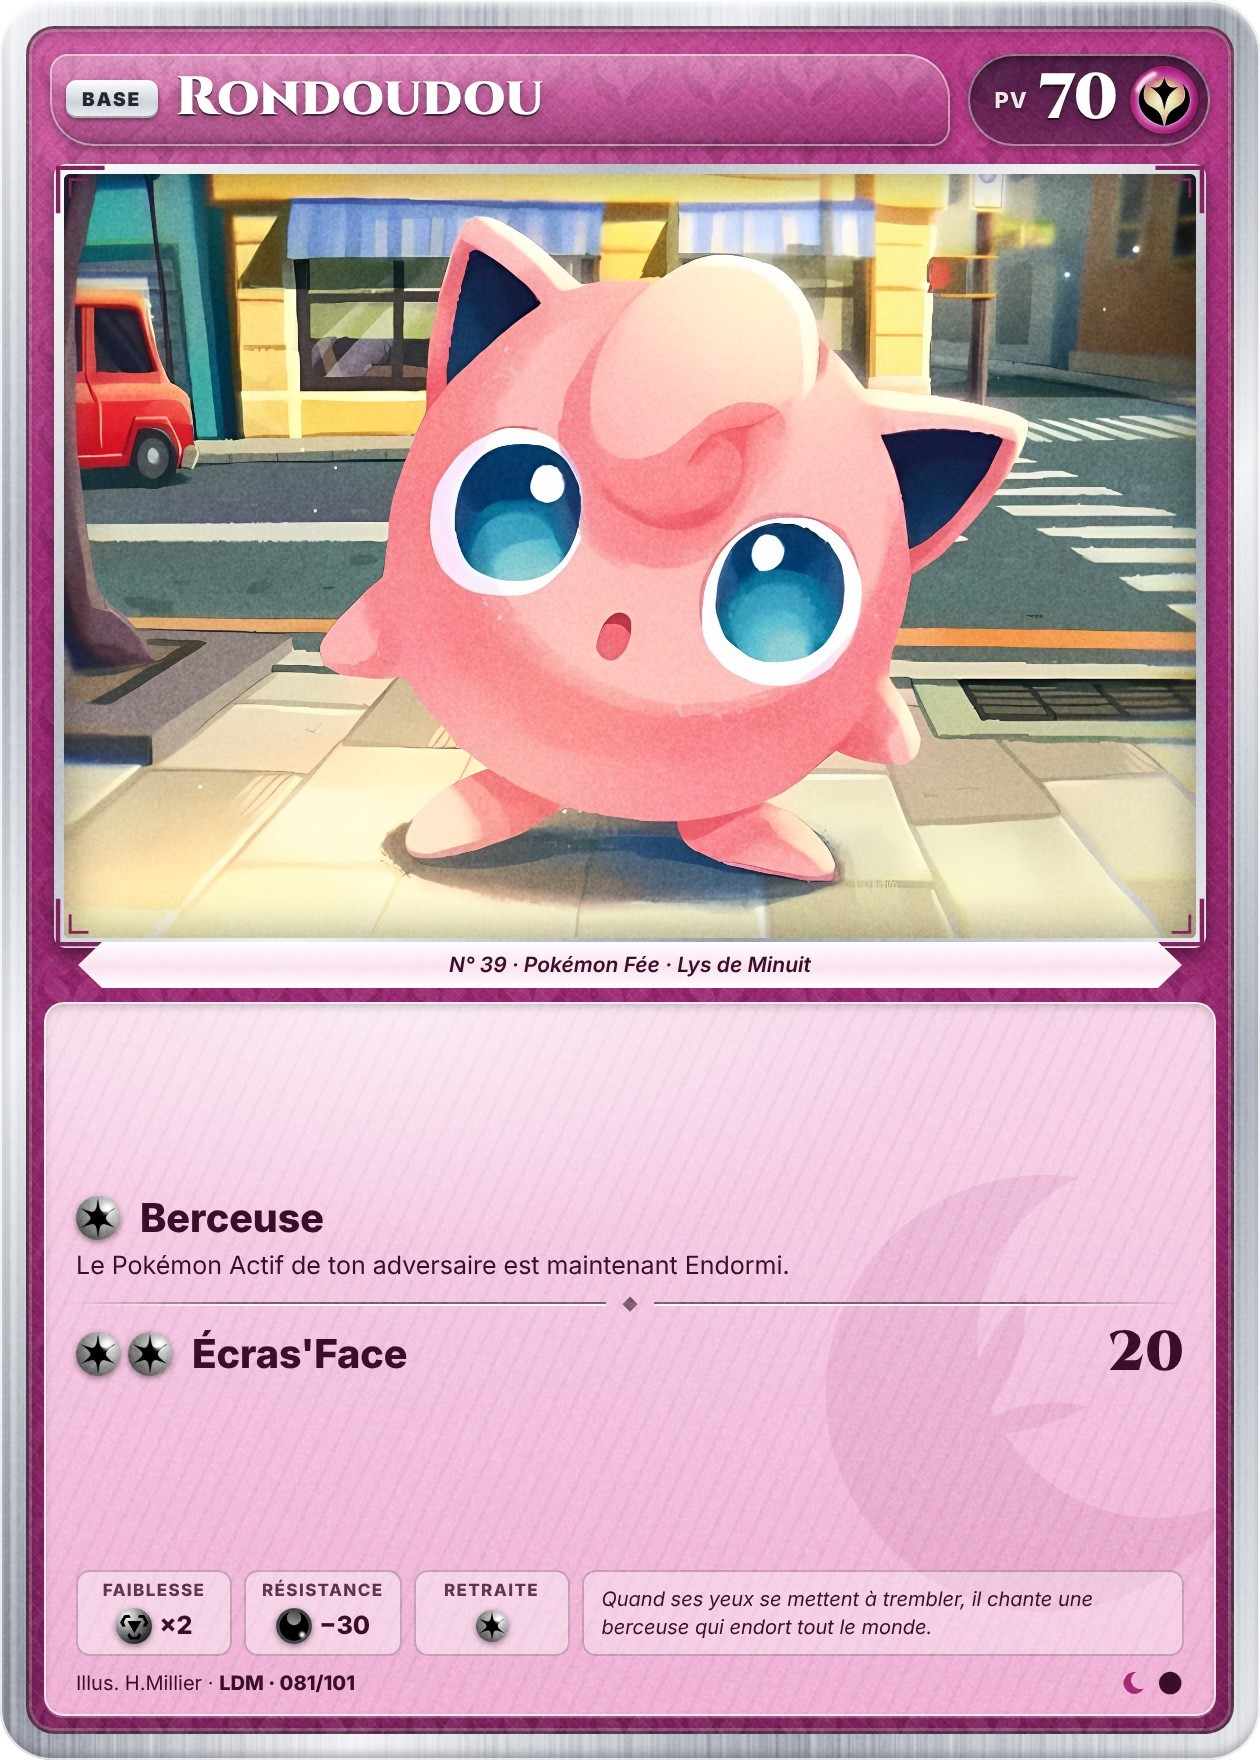 BASE RONDOUDOU PV 70
N° 39 · Pokémon Fée · Lys de Minuit
Berceuse
Le Pokémon Actif de ton adversaire est maintenant Endormi.
Écras'Face 20
FAIBLESSE RÉSISTANCE RETRAITE
×2 −30
Quand ses yeux se mettent à trembler, il chante une
berceuse qui endort tout le monde.
Illus. H.Millier · LDM · 081/101